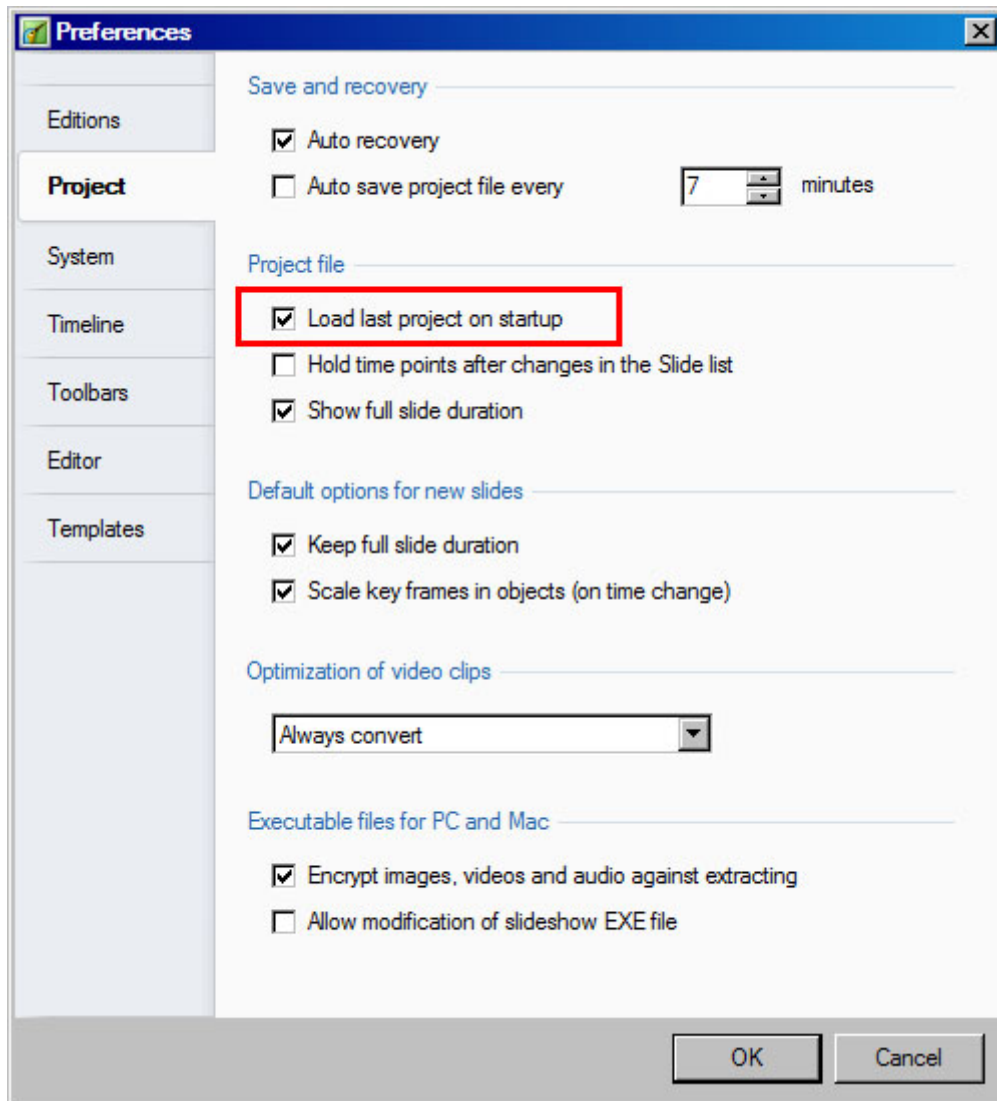 Preferences
Editions
Project
System
Timeline
Toolbars
Editor
Templates
Save and recovery
Auto recovery
Auto save project file every 7 minutes
Project file
Load last project on startup
Hold time points after changes in the Slide list
Show full slide duration
Default options for new slides
Keep full slide duration
Scale key frames in objects (on time change)
Optimization of video clips
Always convert
Executable files for PC and Mac
Encrypt images, videos and audio against extracting
Allow modification of slideshow EXE file
OK Cancel